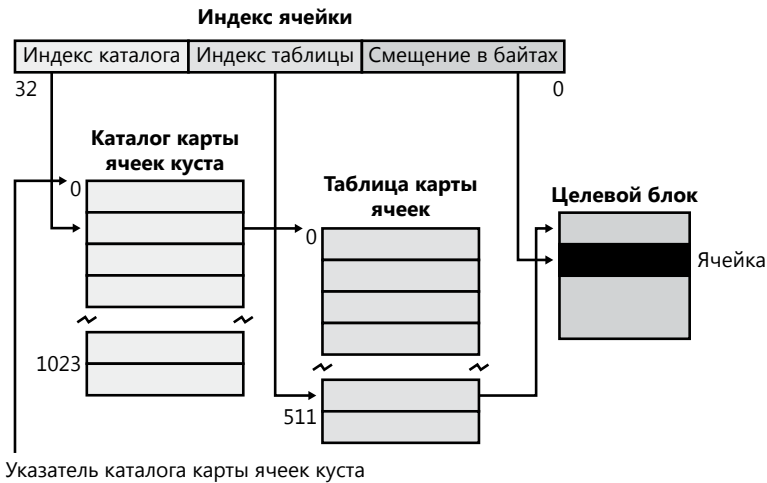 Индекс ячейки
Индекс каталога Индекс таблицы Смещение в байтах
32 0
Каталог карты
ячеек куста
0
1023
Таблица карты
ячеек
0
511
Целевой блок
Ячейка
Указатель каталога карты ячеек куста